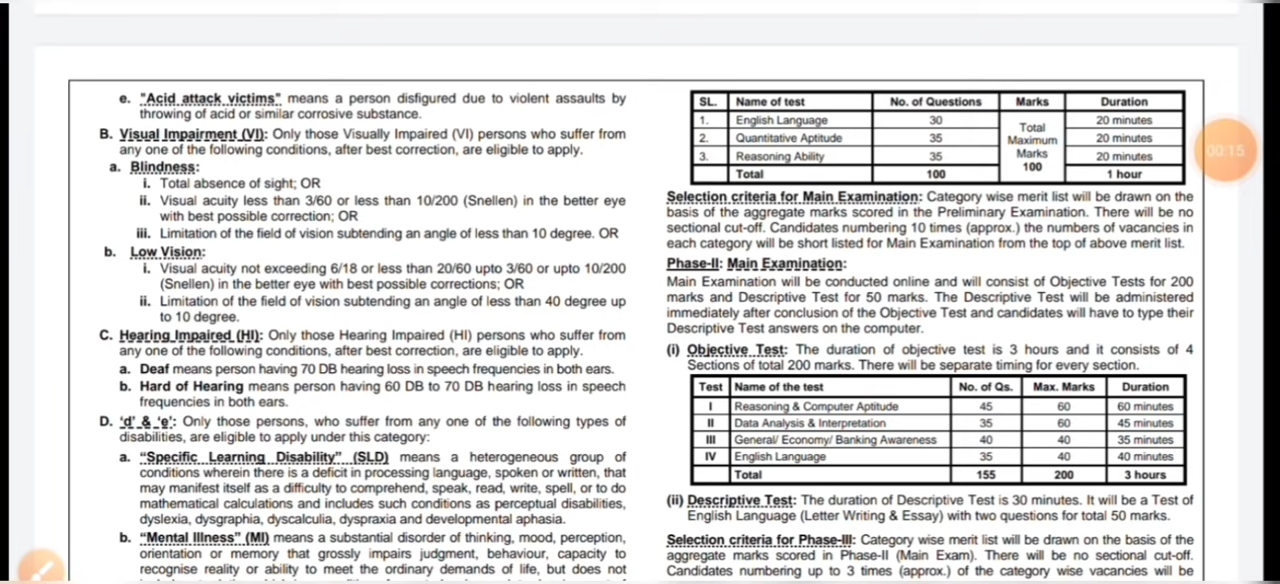 e. "Acid attack victims" means a person disfigured due to violent assaults by
throwing of acid or similar corrosive substance.
B. Visual Impairment (VI): Only those Visually Impaired (VI) persons who suffer from
any one of the following conditions, after best correction, are eligible to apply.
a. Blindness:
i. Total absence of sight; OR
ii. Visual acuity less than 3/60 or less than 10/200 (Snellen) in the better eye
with best possible correction; OR
iii. Limitation of the field of vision subtending an angle of less than 10 degree. OR
b. Low Vision:
i. Visual acuity not exceeding 6/18 or less than 20/60 upto 3/60 or upto 10/200
(Snellen) in the better eye with best possible corrections; OR
ii. Limitation of the field of vision subtending an angle of less than 40 degree up
to 10 degree.
C. Hearing Impaired (HI): Only those Hearing Impaired (HI) persons who suffer from
any one of the following conditions, after best correction, are eligible to apply.
a. Deaf means person having 70 DB hearing loss in speech frequencies in both ears.
b. Hard of Hearing means person having 60 DB to 70 DB hearing loss in speech
frequencies in both ears.
D. 'd' & 'e': Only those persons, who suffer from any one of the following types of
disabilities, are eligible to apply under this category:
a. "Specific Learning Disability" (SLD) means a heterogeneous group of
conditions wherein there is a deficit in processing language, spoken or written, that
may manifest itself as a difficulty to comprehend, speak, read, write, spell, or to do
mathematical calculations and includes such conditions as perceptual disabilities,
dyslexia, dysgraphia, dyscalculia, dyspraxia and developmental aphasia.
b. "Mental Illness" (MI) means a substantial disorder of thinking, mood, perception,
orientation or memory that grossly impairs judgment, behaviour, capacity to
recognise reality or ability to meet the ordinary demands of life, but does not
SL. Name of test No. of Questions Marks Duration
1. English Language 30 Total Maximum Marks 100 20 minutes
2. Quantitative Aptitude 35 20 minutes
3. Reasoning Ability 35 20 minutes
Total 100 1 hour
00:15
Selection criteria for Main Examination: Category wise merit list will be drawn on the
basis of the aggregate marks scored in the Preliminary Examination. There will be no
sectional cut-off. Candidates numbering 10 times (approx.) the numbers of vacancies in
each category will be short listed for Main Examination from the top of above merit list.
Phase-II: Main Examination:
Main Examination will be conducted online and will consist of Objective Tests for 200
marks and Descriptive Test for 50 marks. The Descriptive Test will be administered
immediately after conclusion of the Objective Test and candidates will have to type their
Descriptive Test answers on the computer.
(i) Objective Test: The duration of objective test is 3 hours and it consists of 4
Sections of total 200 marks. There will be separate timing for every section.
Test Name of the test No. of Qs. Max. Marks Duration
I Reasoning & Computer Aptitude 45 60 60 minutes
II Data Analysis & Interpretation 35 60 45 minutes
III General/ Economy/ Banking Awareness 40 40 35 minutes
IV English Language 35 40 40 minutes
Total 155 200 3 hours
(ii) Descriptive Test: The duration of Descriptive Test is 30 minutes. It will be a Test of
English Language (Letter Writing & Essay) with two questions for total 50 marks.
Selection criteria for Phase-III: Category wise merit list will be drawn on the basis of the
aggregate marks scored in Phase-II (Main Exam). There will be no sectional cut-off.
Candidates numbering up to 3 times (approx.) of the category wise vacancies will be